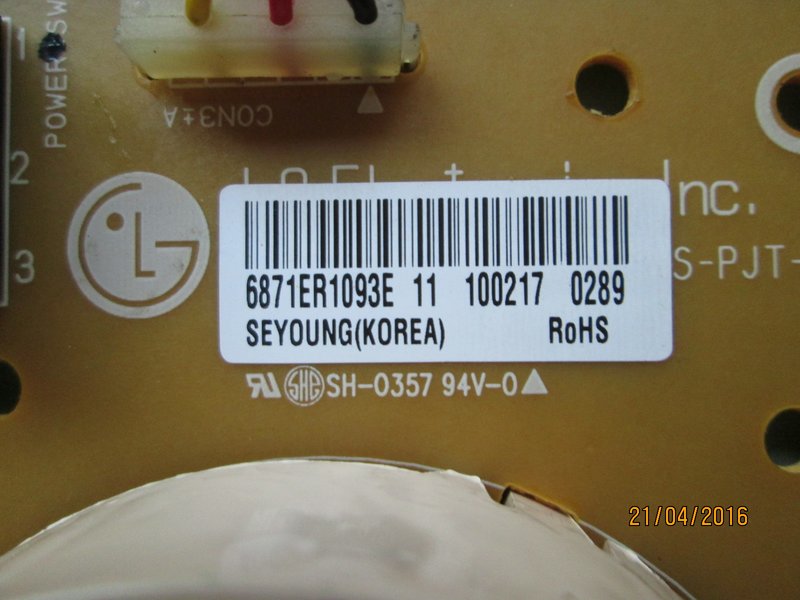 1
POWER SW
CON3±A
2
LG
Inc.
3
S-PJT-
6871ER1093E 11 100217 0289
SEYOUNG(KOREA) RoHS
SH-0357 94V-0
21/04/2016